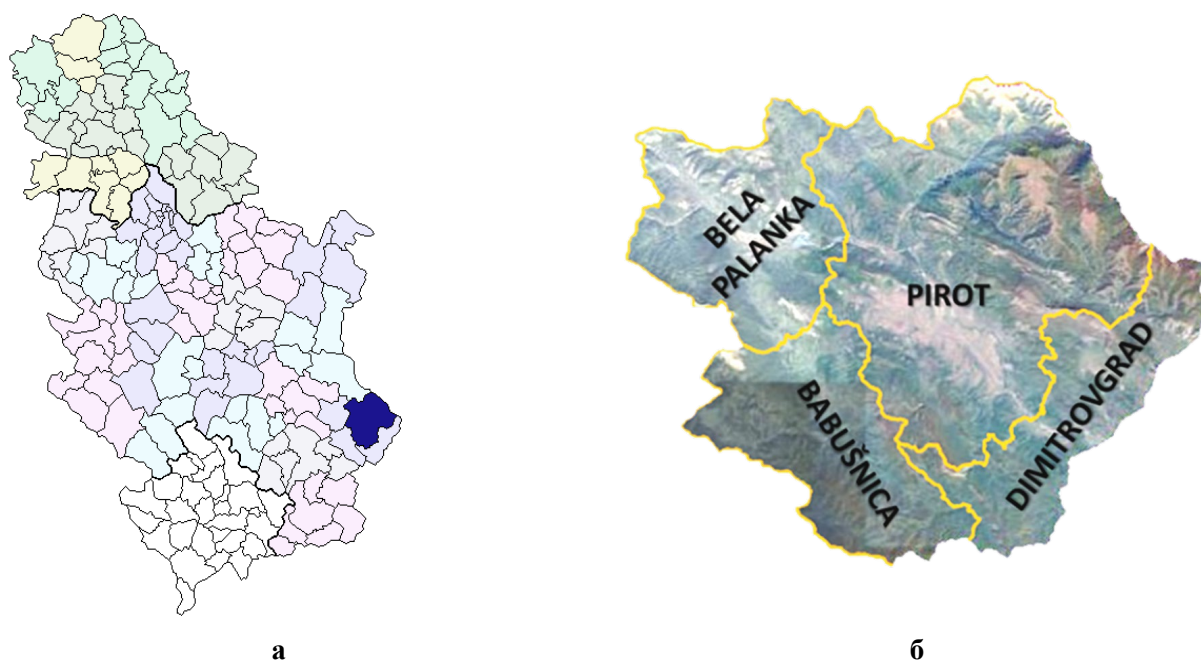 BELA
PALANKA
PIROT
BABUŠNICA
DIMITROVGRAD
а
б